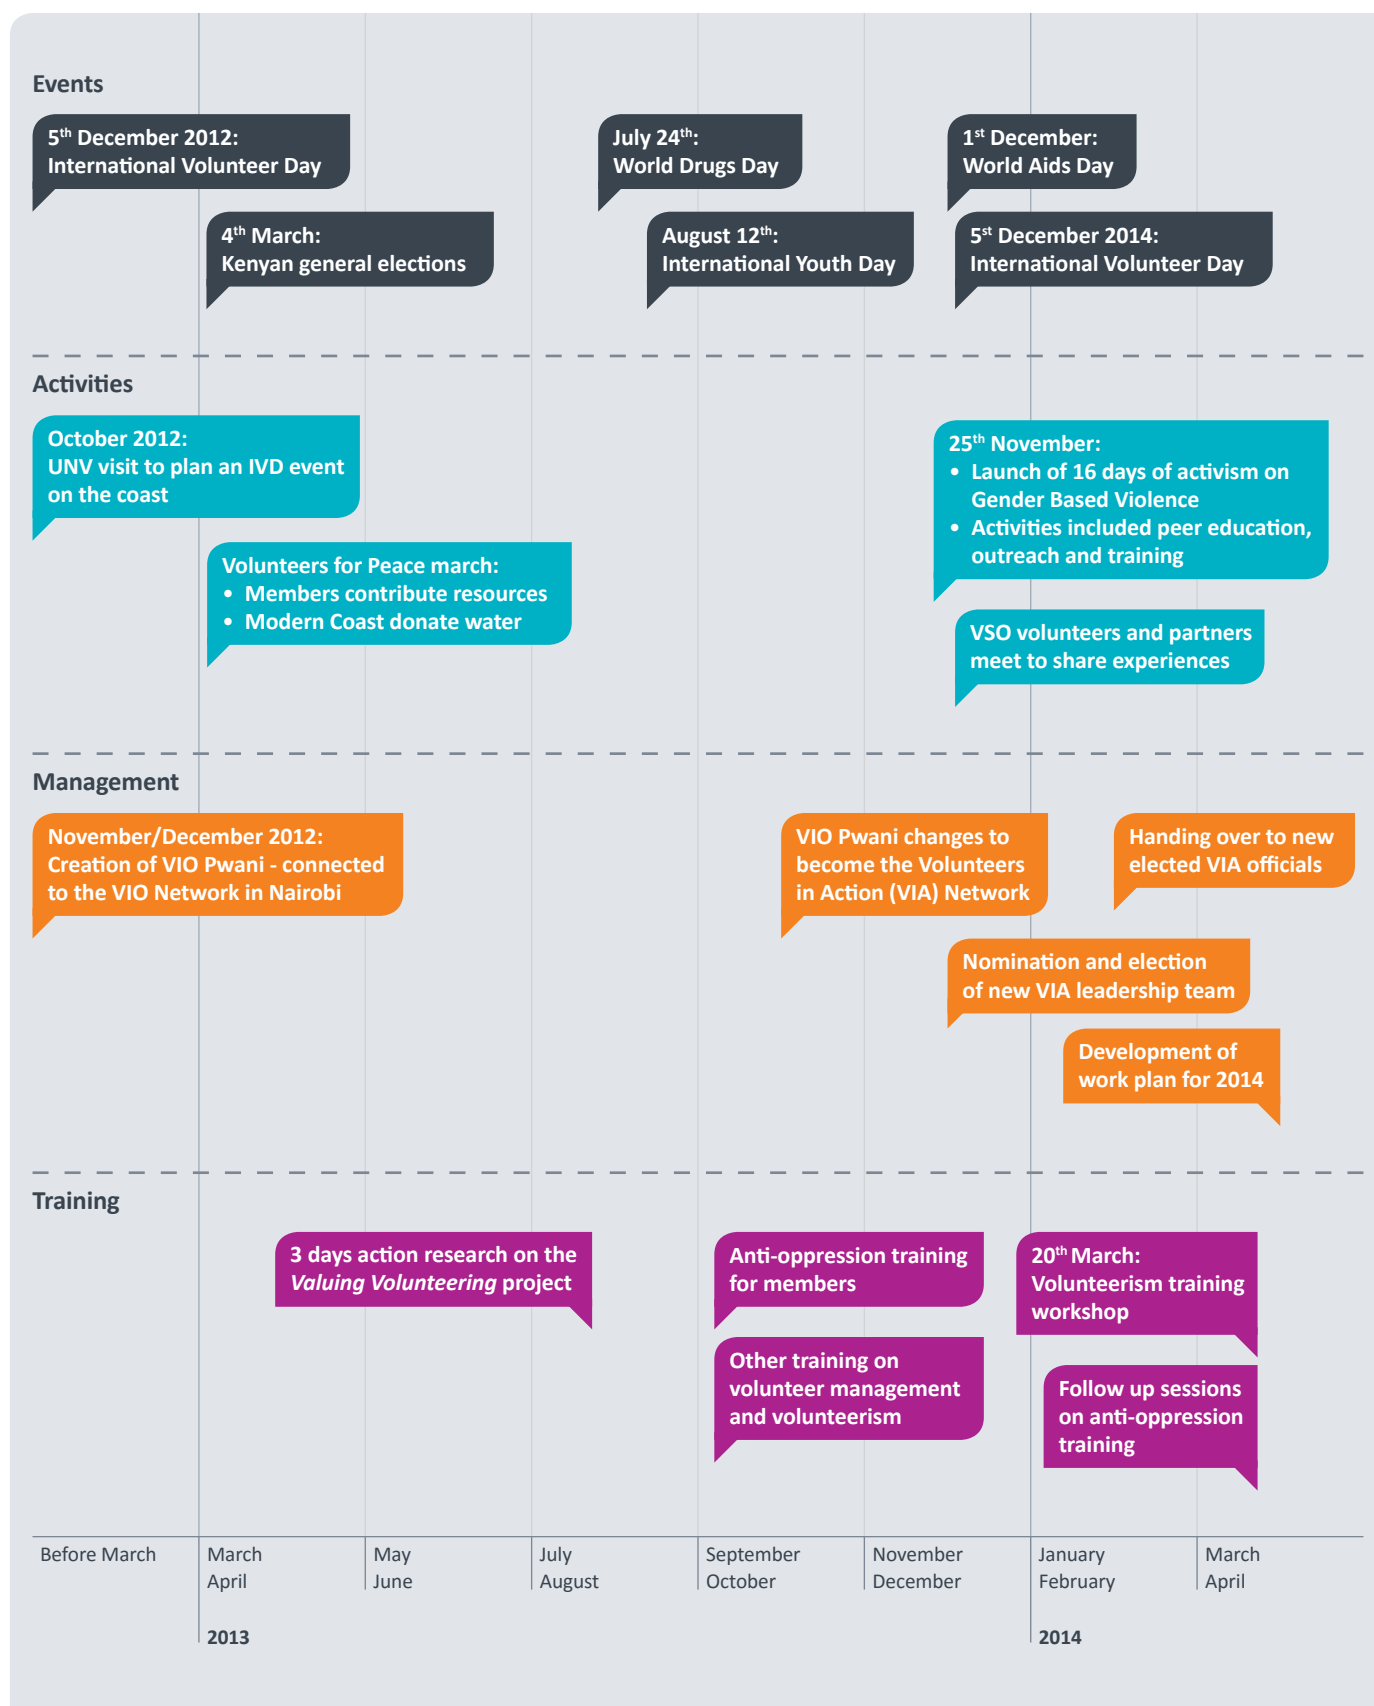 Events
5th December 2012:
International Volunteer Day
July 24th:
World Drugs Day
1st December:
World Aids Day
4th March:
Kenyan general elections
August 12th:
International Youth Day
5st December 2014:
International Volunteer Day
Activities
October 2012:
UNV visit to plan an IVD event
on the coast
25th November:
• Launch of 16 days of activism on
Gender Based Violence
• Activities included peer education,
outreach and training
Volunteers for Peace march:
• Members contribute resources
• Modern Coast donate water
VSO volunteers and partners
meet to share experiences
Management
November/December 2012:
Creation of VIO Pwani - connected
to the VIO Network in Nairobi
VIO Pwani changes to
become the Volunteers
in Action (VIA) Network
Handing over to new
elected VIA officials
Nomination and election
of new VIA leadership team
Development of
work plan for 2014
Training
3 days action research on the
Valuing Volunteering project
Anti-oppression training
for members
20th March:
Volunteerism training
workshop
Other training on
volunteer management
and volunteerism
Follow up sessions
on anti-oppression
training
Before March
March
April
May
June
July
August
September
October
November
December
January
February
March
April
2013
2014